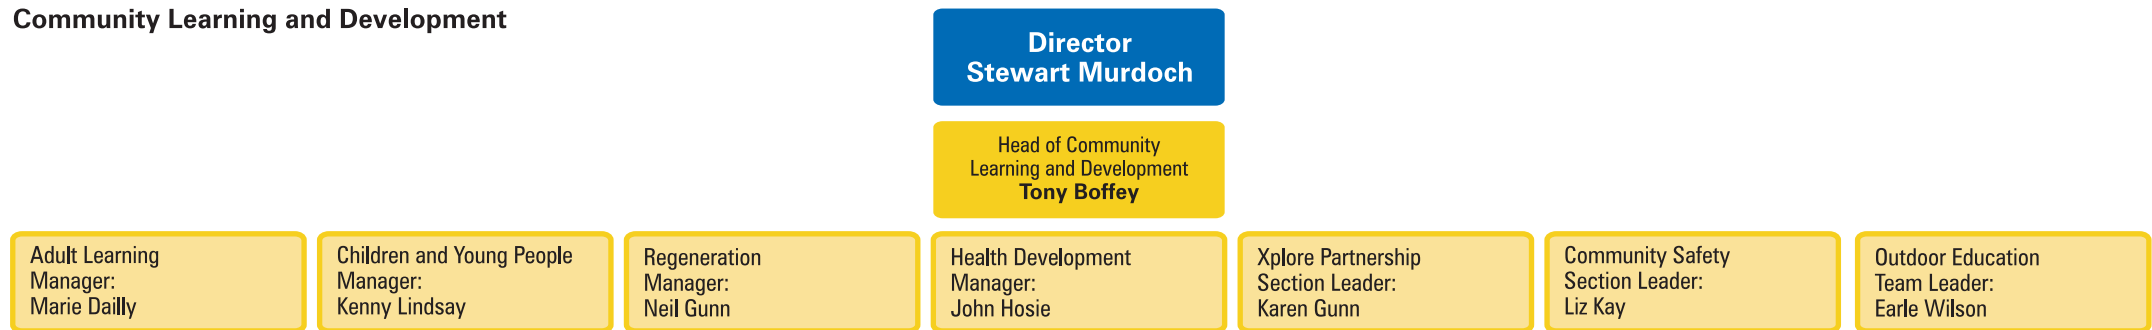 Community Learning and Development
Director
Stewart Murdoch
Head of Community
Learning and Development
Tony Boffey
Adult Learning
Manager:
Marie Dailly
Children and Young People
Manager:
Kenny Lindsay
Regeneration
Manager:
Neil Gunn
Health Development
Manager:
John Hosie
Xplore Partnership
Section Leader:
Karen Gunn
Community Safety
Section Leader:
Liz Kay
Outdoor Education
Team Leader:
Earle Wilson